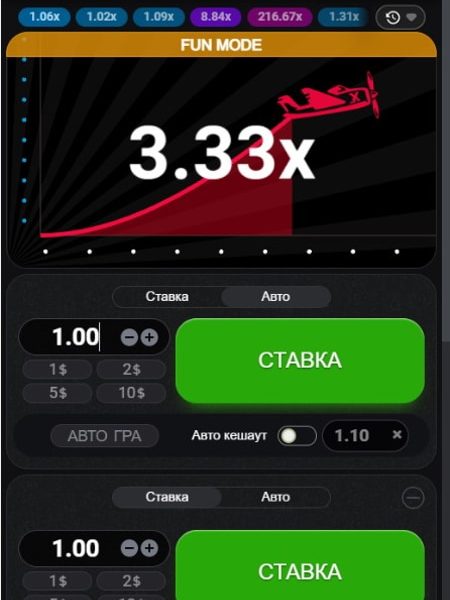 1.06x 1.02x 1.09x 8.84x 216.67x 1.31x
FUN MODE
3.33x
Ставка Авто
1.00
СТАВКА
1$ 2$
5$ 10$
АВТО ГРА Авто кешаут 1.10
Ставка Авто
1.00
СТАВКА
1$ 2$